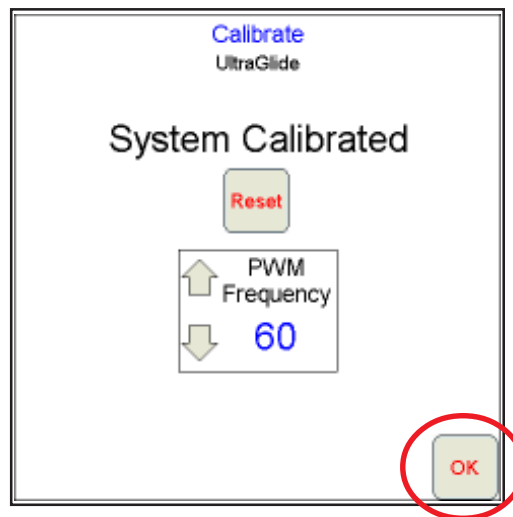 Calibrate
UltraGlide
System Calibrated
Reset
PWM
Frequency
60
OK